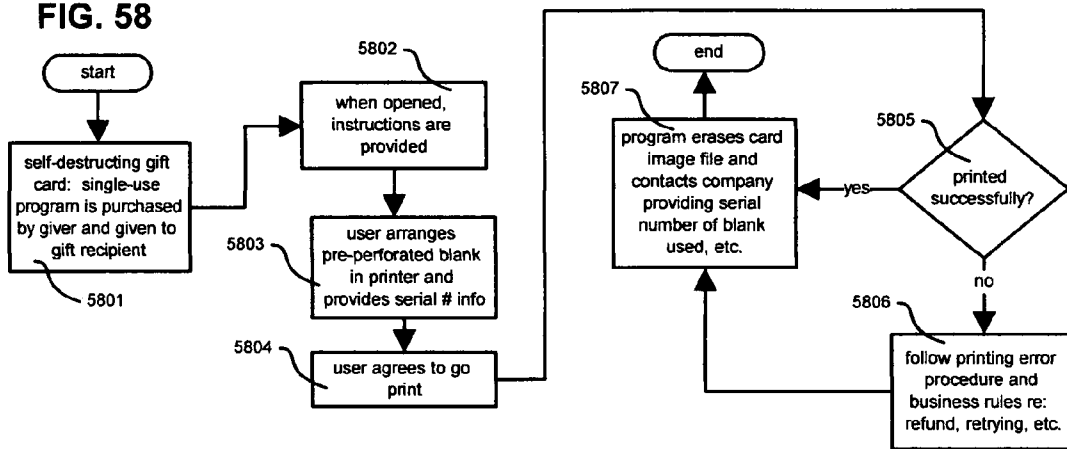 FIG. 58
start
self-destructing gift
card: single-use
program is purchased
by giver and given to
gift recipient
5801
5802
when opened,
instructions are
provided
5803
user arranges
pre-perforated blank
in printer and
provides serial # info
5804
user agrees to go
print
5805
printed
successfully?
yes
no
5806
follow printing error
procedure and
business rules re:
refund, retrying, etc.
5807
program erases card
image file and
contacts company
providing serial
number of blank
used, etc.
end